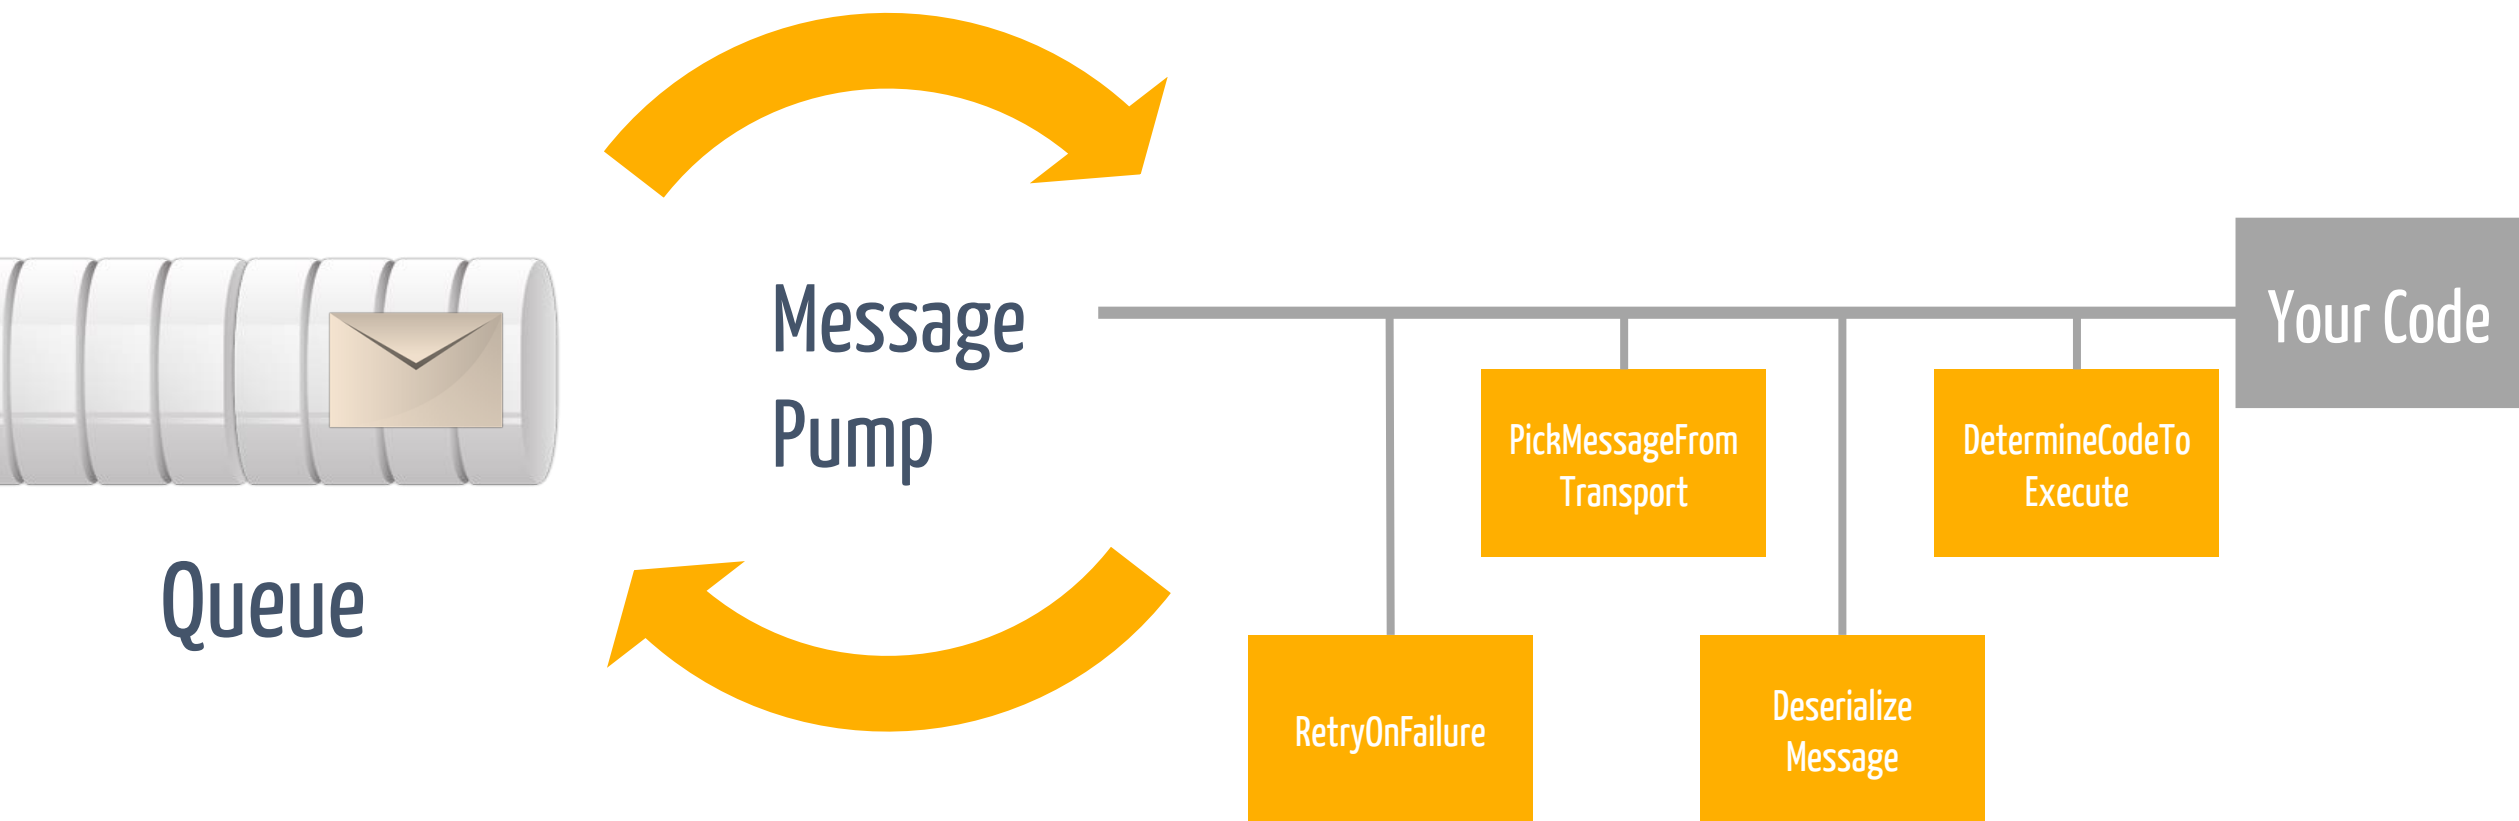 Message
Pump
Queue
Your Code
PickMessageFrom
Transport
DetermineCodeTo
Execute
RetryOnFailure
Deserialize
Message